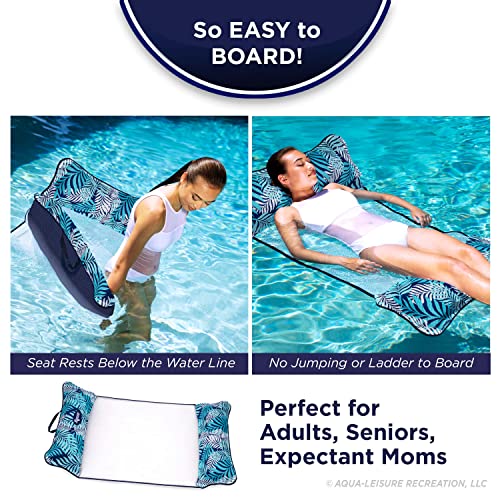 So EASY to
BOARD!
Seat Rests Below the Water Line
No Jumping or Ladder to Board
Perfect for
Adults, Seniors,
Expectant Moms
© AQUA-LEISURE RECREATION, LLC